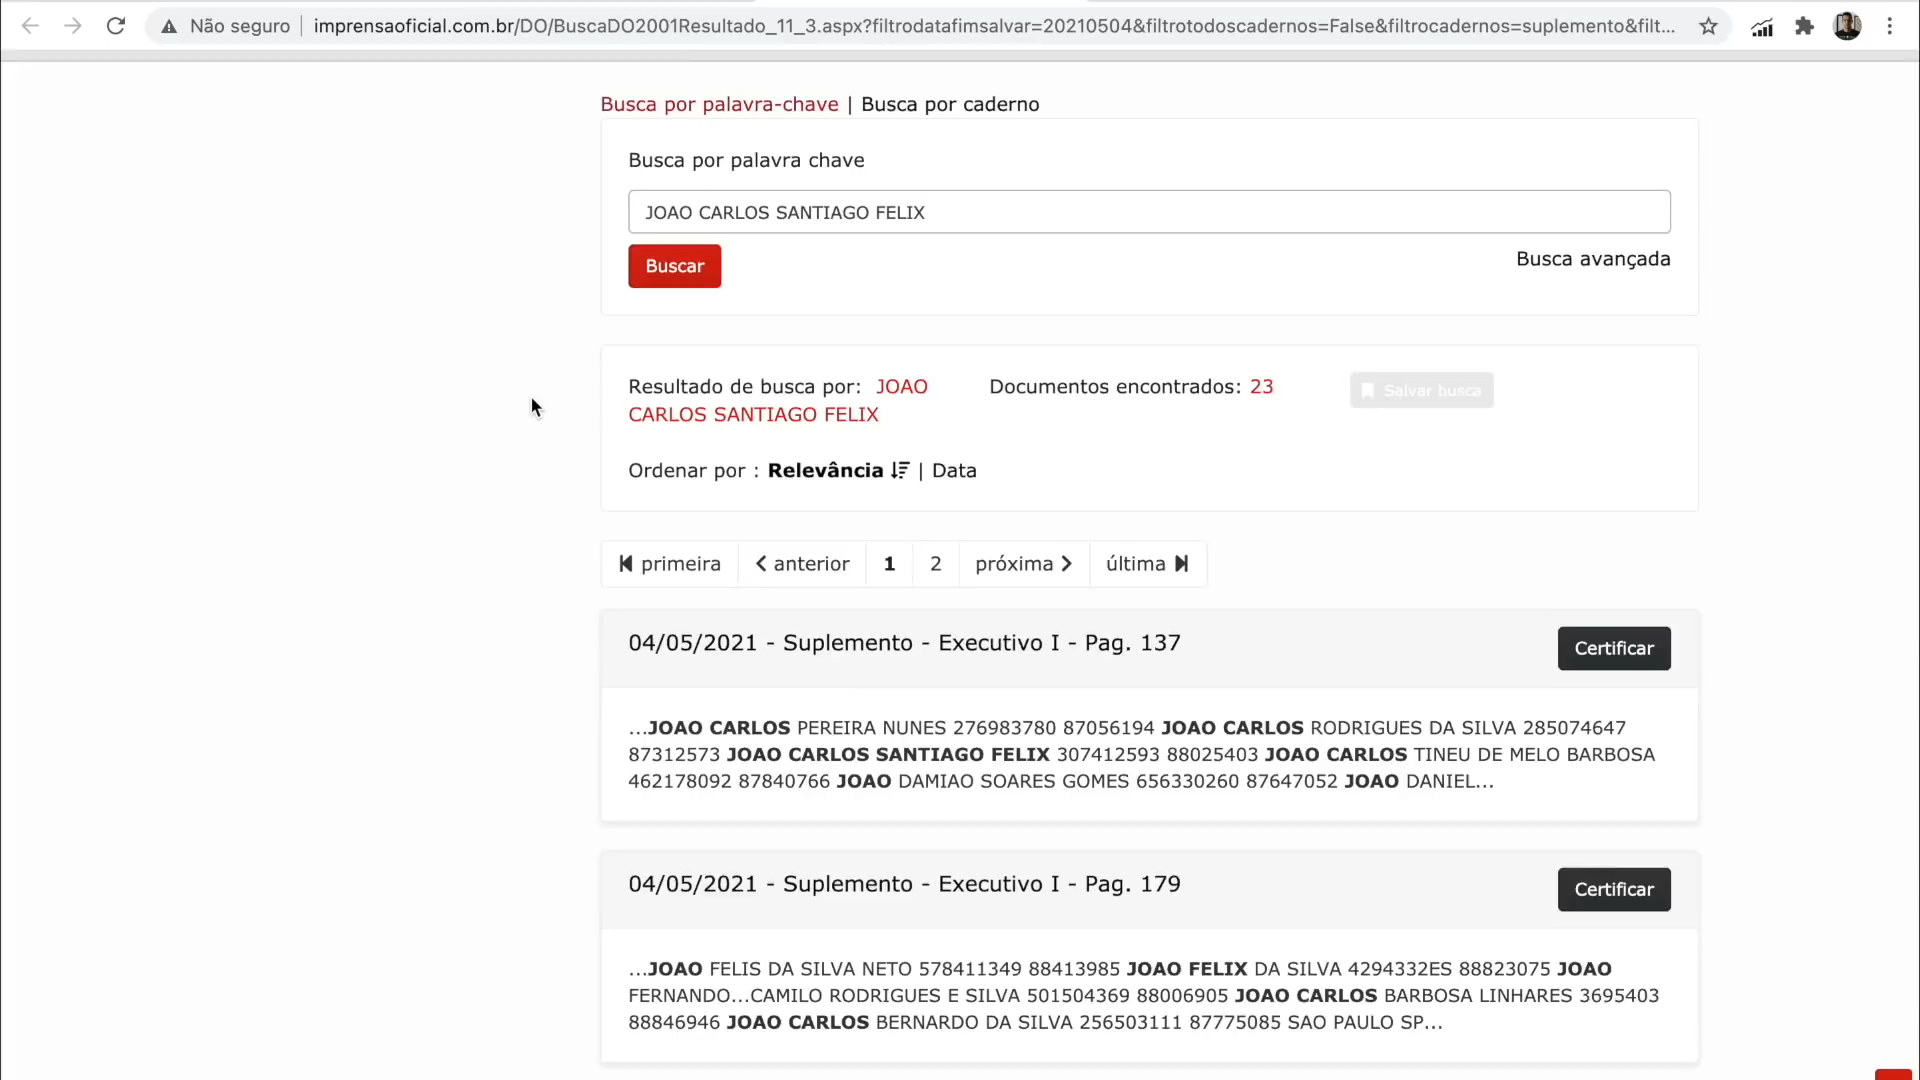 Não seguro
imprensaoficial.com.br/DO/BuscaDO2001Resultado_11_3.aspx?filtrodatafimsalvar=20210504&filtrotodoscadernos=False&filtrocadernos=suplemento&filt...
Busca por palavra-chave | Busca por caderno
Busca por palavra chave
JOAO CARLOS SANTIAGO FELIX
Buscar
Busca avançada
Resultado de busca por: JOAO
CARLOS SANTIAGO FELIX
Documentos encontrados: 23
Salvar busca
Ordenar por : Relevância | Data
primeira anterior 1 2 próxima última
04/05/2021 - Suplemento - Executivo I - Pag. 137
Certificar
...JOAO CARLOS PEREIRA NUNES 276983780 87056194 JOAO CARLOS RODRIGUES DA SILVA 285074647
87312573 JOAO CARLOS SANTIAGO FELIX 307412593 88025403 JOAO CARLOS TINEU DE MELO BARBOSA
462178092 87840766 JOAO DAMIAO SOARES GOMES 656330260 87647052 JOAO DANIEL...
04/05/2021 - Suplemento - Executivo I - Pag. 179
Certificar
...JOAO FELIS DA SILVA NETO 578411349 88413985 JOAO FELIX DA SILVA 4294332ES 88823075 JOAO
FERNANDO...CAMILO RODRIGUES E SILVA 501504369 88006905 JOAO CARLOS BARBOSA LINHARES 3695403
88846946 JOAO CARLOS BERNARDO DA SILVA 256503111 87775085 SAO PAULO SP...